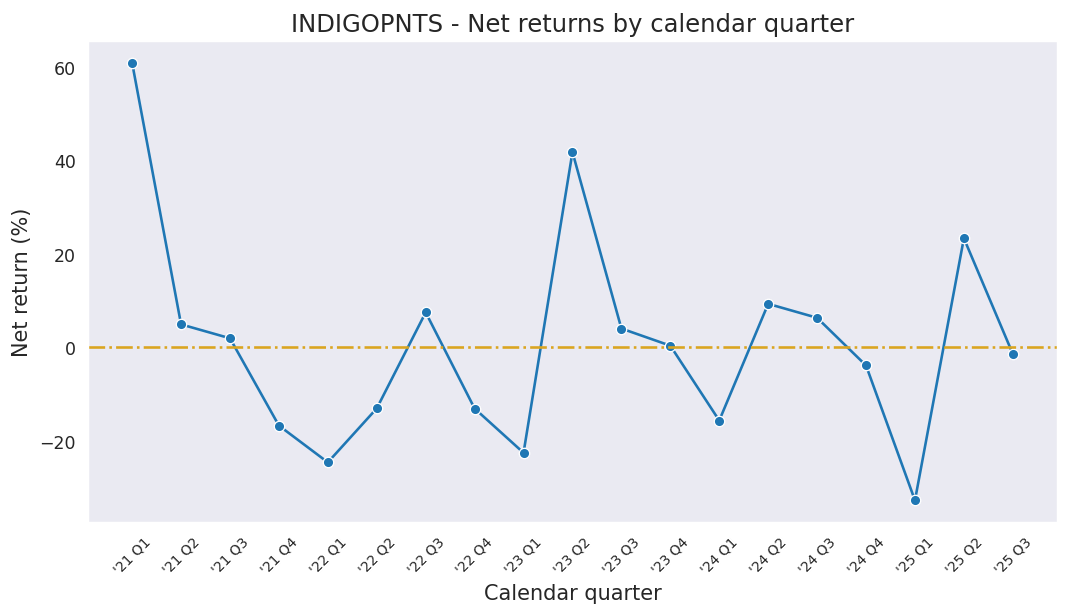 INDIGOPNTS - Net returns by calendar quarter
Net return (%)
60
40
20
0
−20
'21 Q1
'21 Q2
'21 Q3
'21 Q4
'22 Q1
'22 Q2
'22 Q3
'22 Q4
'23 Q1
'23 Q2
'23 Q3
'23 Q4
'24 Q1
'24 Q2
'24 Q3
'24 Q4
'25 Q1
'25 Q2
'25 Q3
Calendar quarter